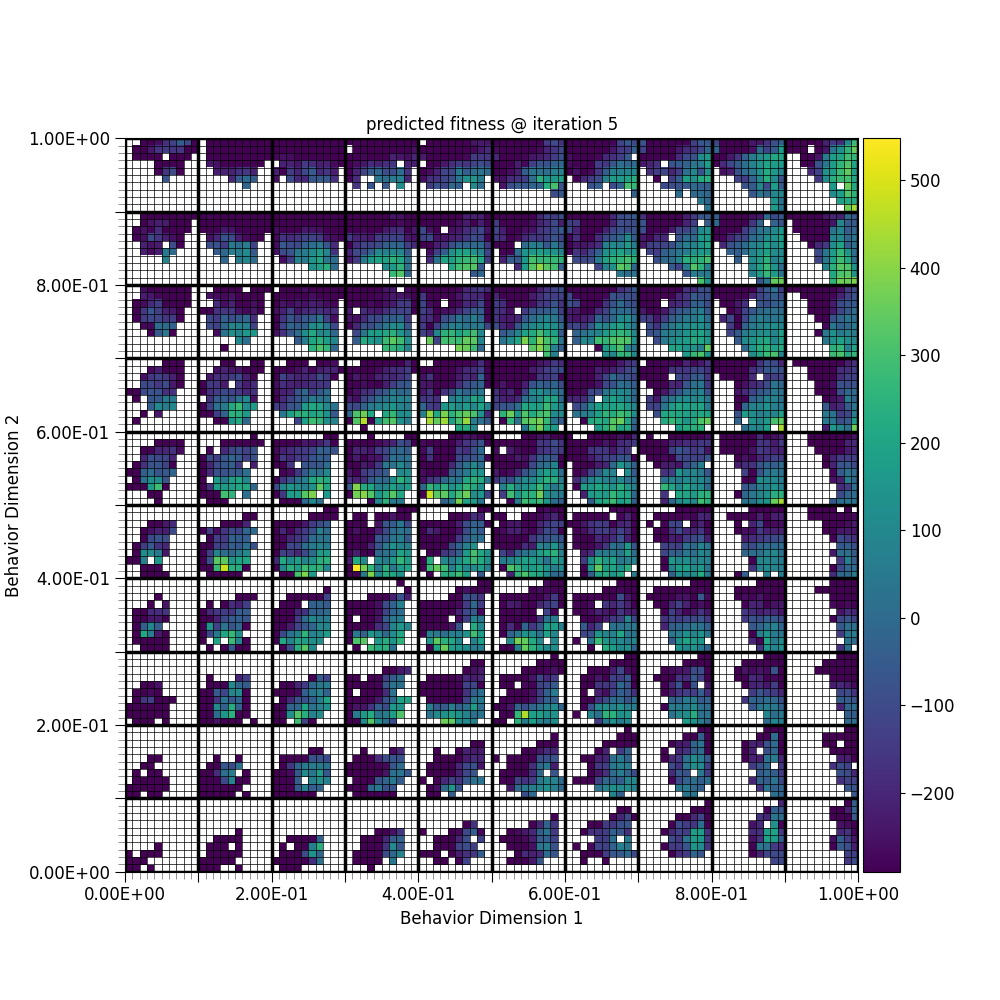 predicted fitness @ iteration 5
1.00E+00
8.00E-01
6.00E-01
4.00E-01
2.00E-01
0.00E+00
Behavior Dimension 2
0.00E+00 2.00E-01 4.00E-01 6.00E-01 8.00E-01 1.00E+00
Behavior Dimension 1
500
400
300
200
100
0
−100
−200